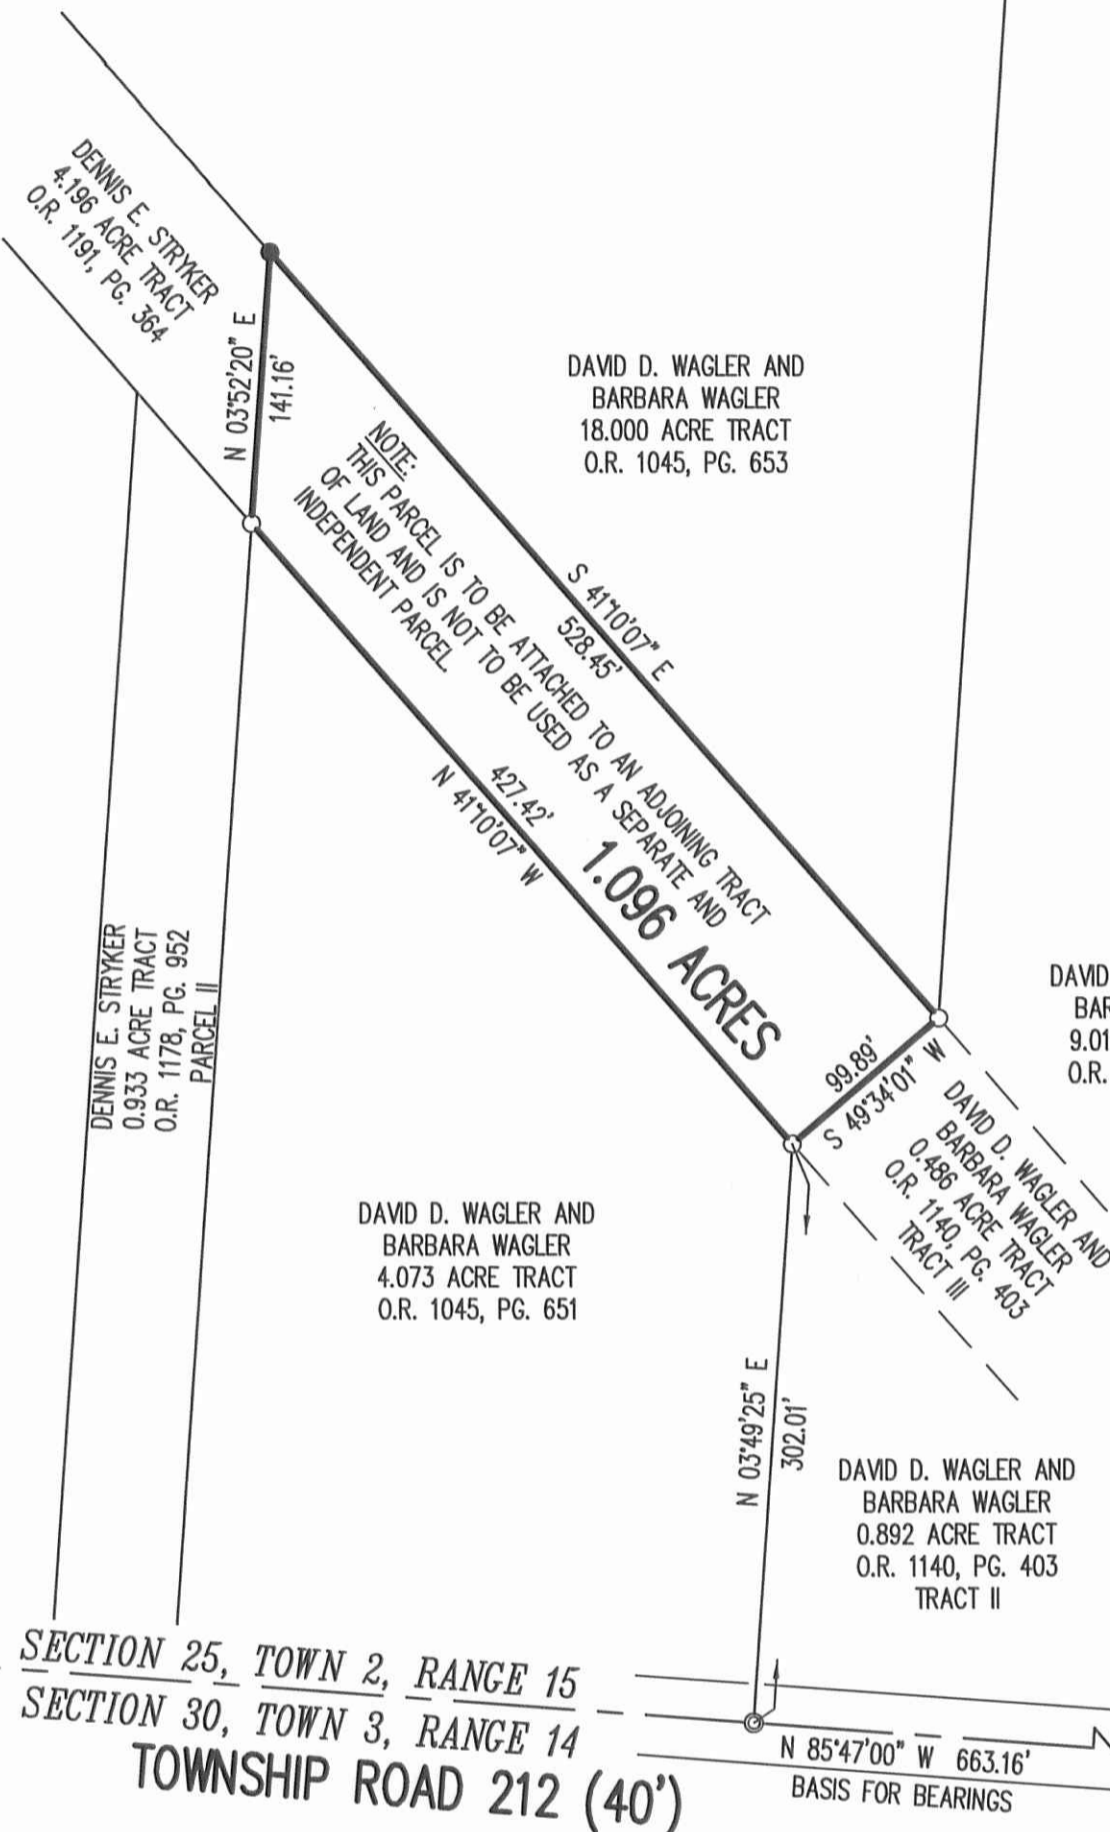 DENNIS E. STRYKER
4.196 ACRE TRACT
O.R. 1191, PG. 364
N 03°52'20" E
141.16'
DAVID D. WAGLER AND
BARBARA WAGLER
18.000 ACRE TRACT
O.R. 1045, PG. 653
NOTE:
THIS PARCEL IS TO BE ATTACHED TO AN ADJOINING TRACT
OF LAND AND IS NOT TO BE USED AS A SEPARATE AND
INDEPENDENT PARCEL.
S 41°10'07" E
528.45'
427.42'
N 41°10'07" W
1.096 ACRES
99.89'
S 49°34'01" W
DENNIS E. STRYKER
0.933 ACRE TRACT
O.R. 1178, PG. 952
PARCEL II
DAVID
BAR
9.01
O.R.
DAVID D. WAGLER AND
BARBARA WAGLER
0.486 ACRE TRACT
O.R. 1140, PG. 403
TRACT III
DAVID D. WAGLER AND
BARBARA WAGLER
4.073 ACRE TRACT
O.R. 1045, PG. 651
N 03°49'25" E
302.01'
DAVID D. WAGLER AND
BARBARA WAGLER
0.892 ACRE TRACT
O.R. 1140, PG. 403
TRACT II
SECTION 25, TOWN 2, RANGE 15
SECTION 30, TOWN 3, RANGE 14
TOWNSHIP ROAD 212 (40')
N 85°47'00" W 663.16'
BASIS FOR BEARINGS